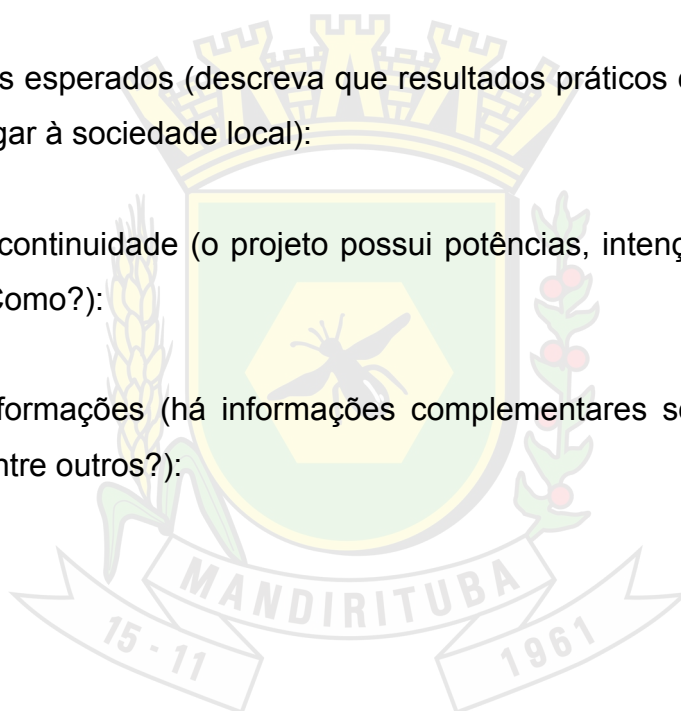 s esperados (descreva que resultados práticos
gar à sociedade local):
continuidade (o projeto possui potências, intenç
Como?):
formações (há informações complementares s
ntre outros?):
MANDIRITUBA
15 - 11
1961